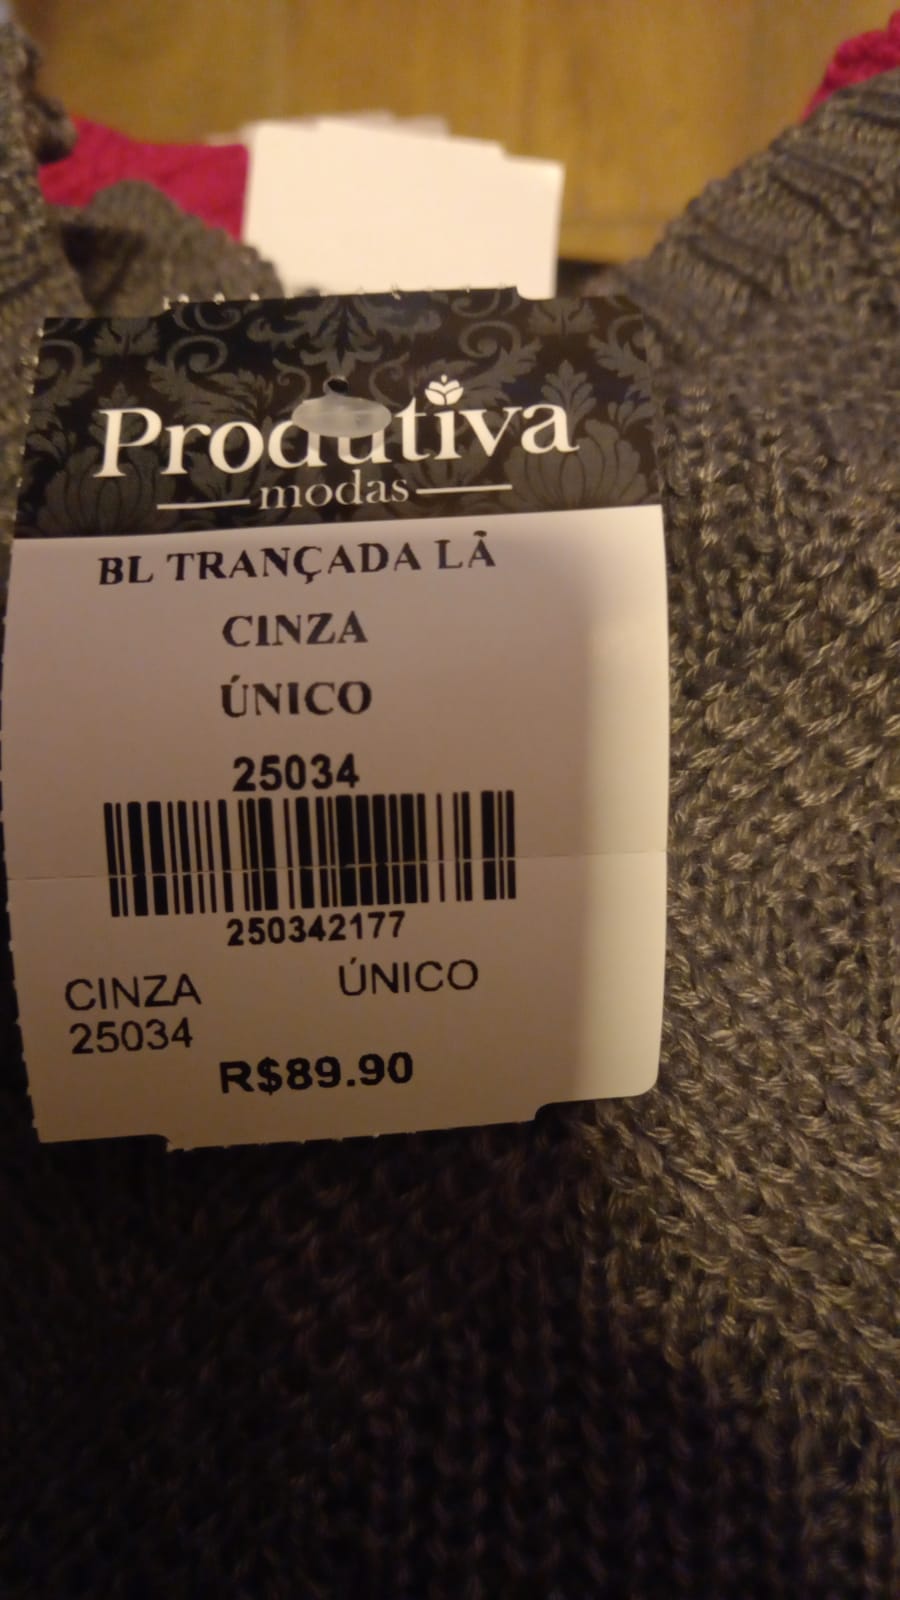 Produtiva
modas
BL TRANÇADA LÃ
CINZA
ÚNICO
25034
250342177
CINZA ÚNICO
25034
R$89.90